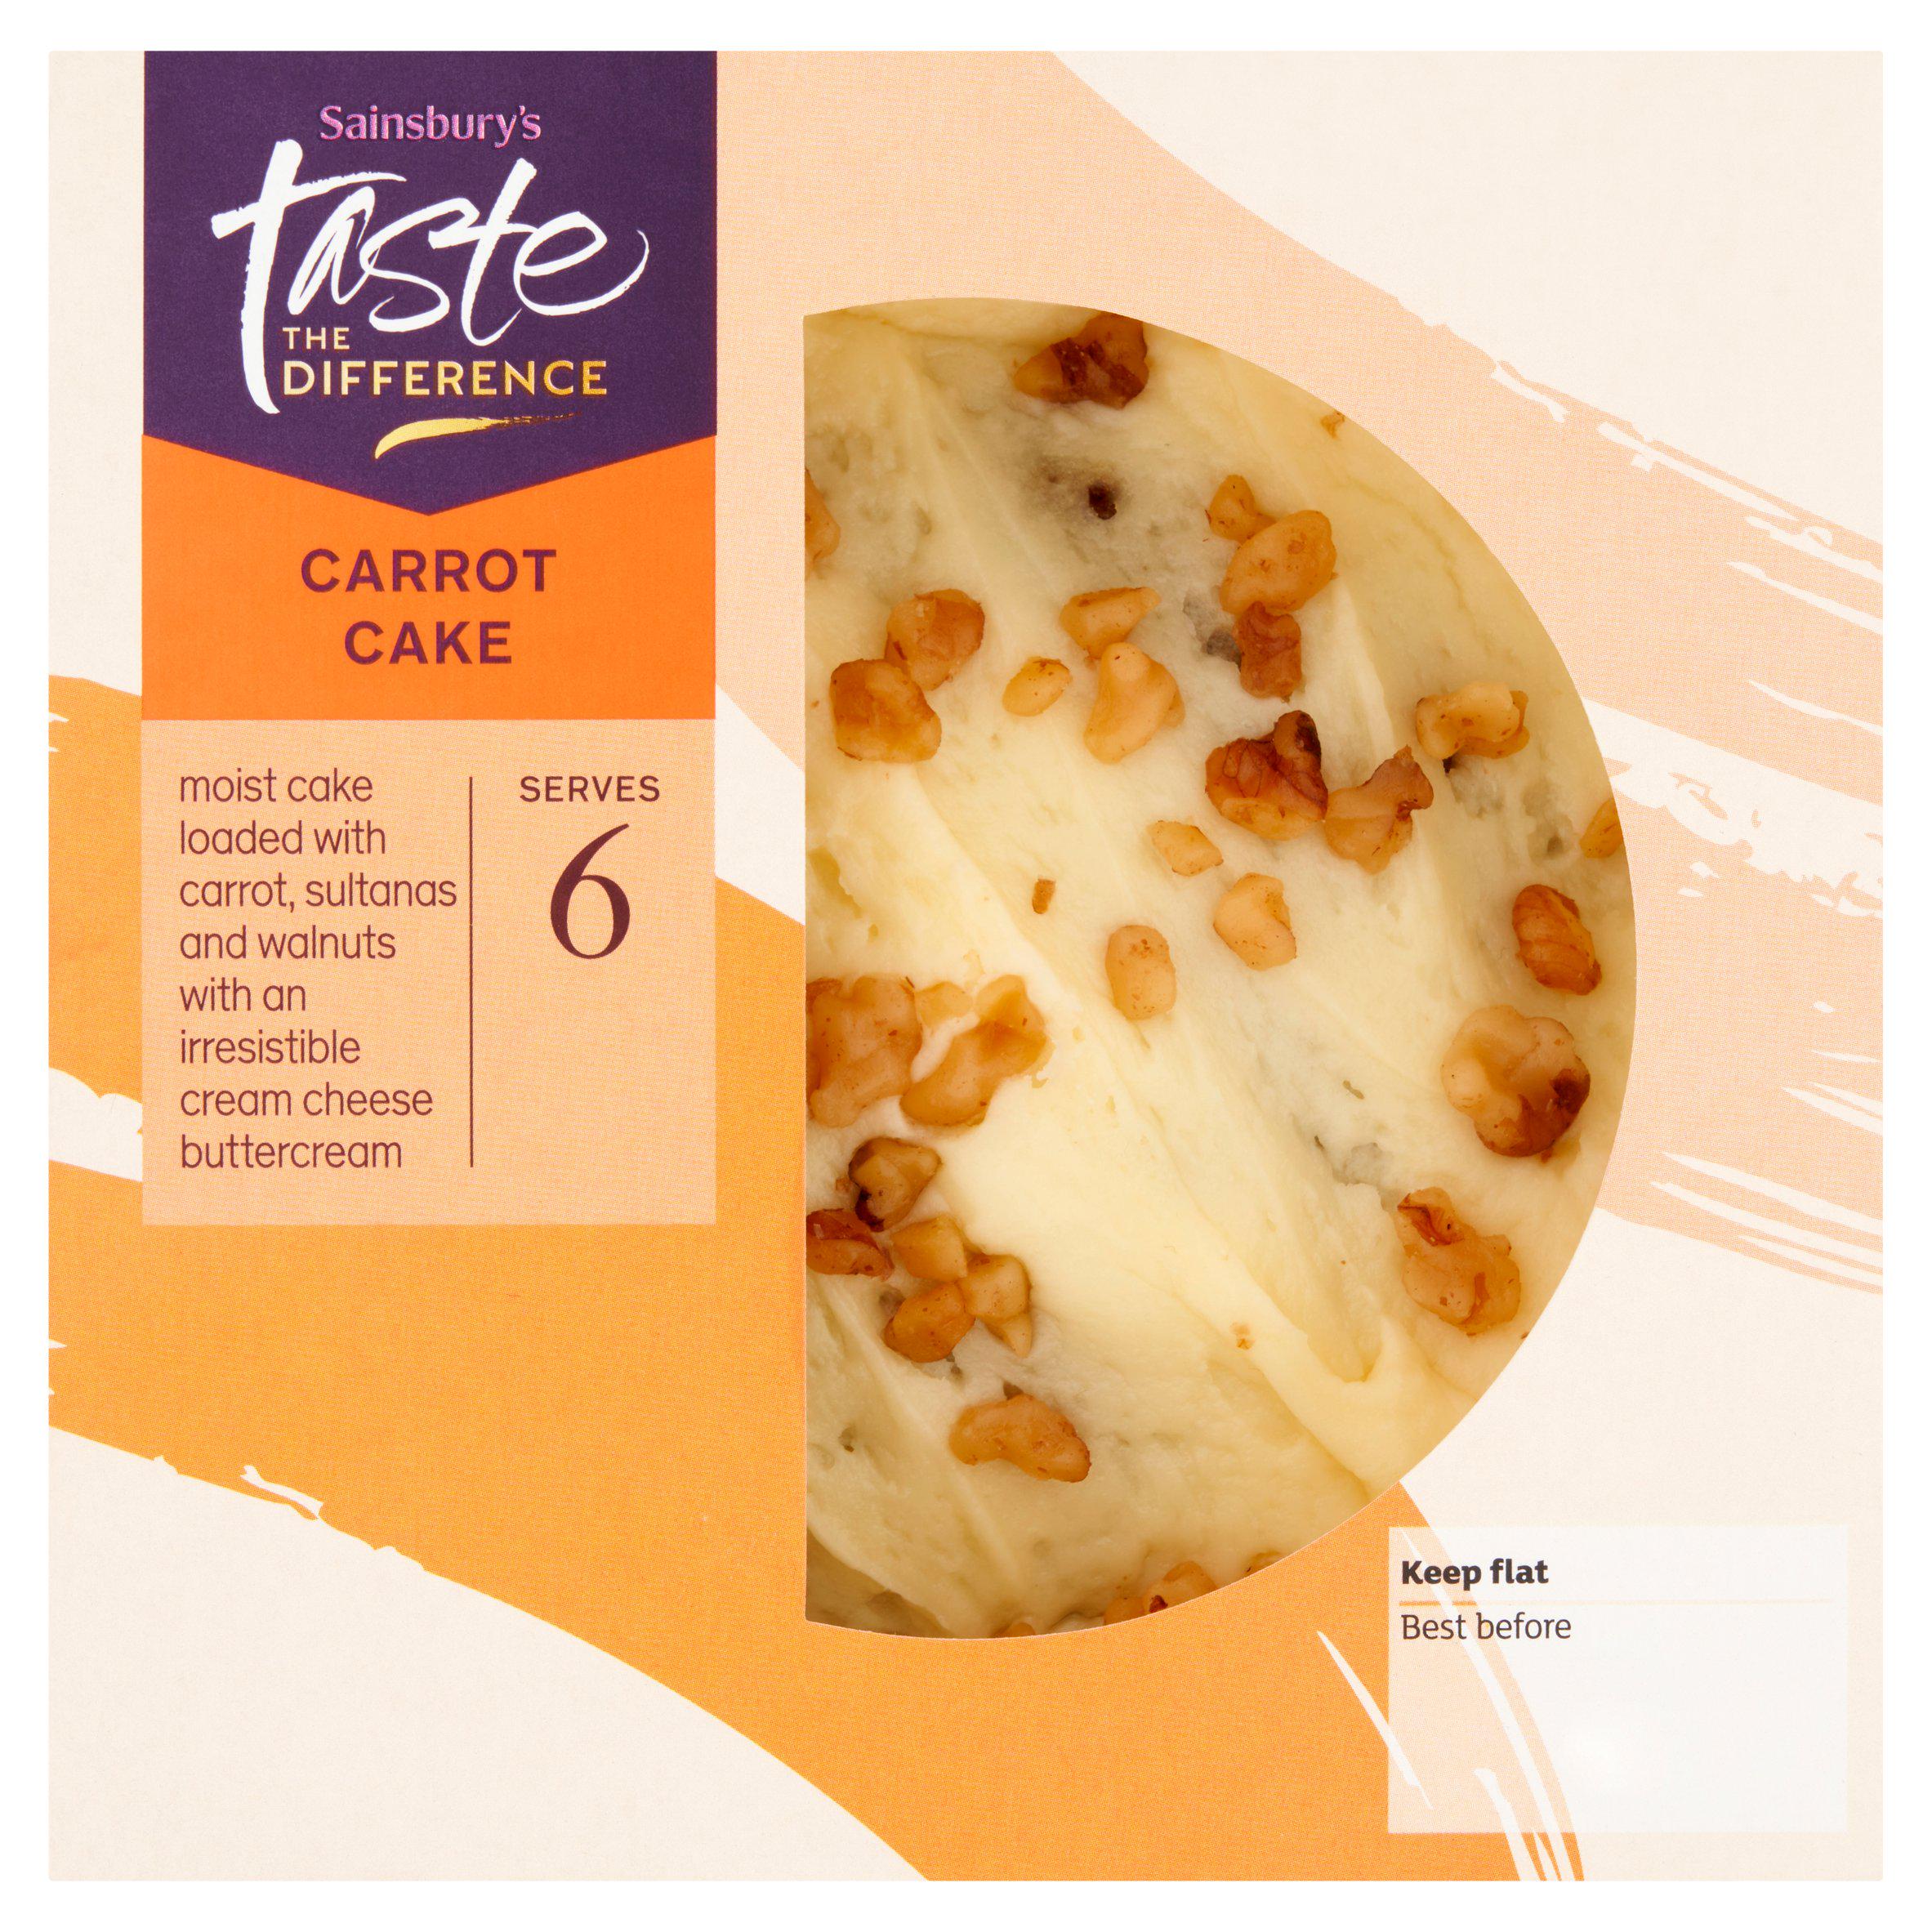 Sainsbury's
taste
THE
DIFFERENCE
CARROT
CAKE
moist cake
loaded with
carrot, sultanas
and walnuts
with an
irresistible
cream cheese
buttercream
SERVES
6
Keep flat
Best before